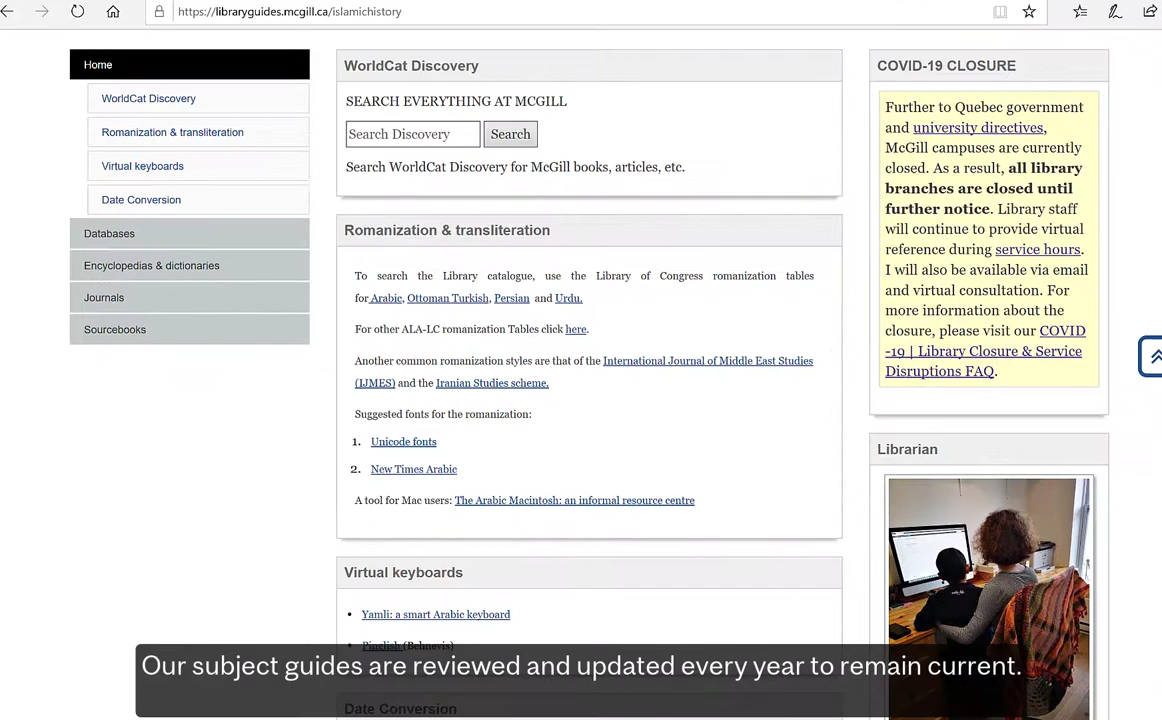 https://libraryguides.mcgill.ca/islamichistory
Home
WorldCat Discovery
Romanization & transliteration
Virtual keyboards
Date Conversion
Databases
Encyclopedias & dictionaries
Journals
Sourcebooks
WorldCat Discovery
SEARCH EVERYTHING AT MCGILL
Search Discovery
Search
Search WorldCat Discovery for McGill books, articles, etc.
Romanization & transliteration
To search the Library catalogue, use the Library of Congress romanization tables
for Arabic, Ottoman Turkish, Persian and Urdu.
For other ALA-LC romanization Tables click here.
Another common romanization styles are that of the International Journal of Middle East Studies
(IJMES) and the Iranian Studies scheme.
Suggested fonts for the romanization:
1. Unicode fonts
2. New Times Arabic
A tool for Mac users: The Arabic Macintosh: an informal resource centre
Virtual keyboards
• Yamli: a smart Arabic keyboard
• Pinglish (Behnevis)
Date Conversion
COVID-19 CLOSURE
Further to Quebec government
and university directives,
McGill campuses are currently
closed. As a result, all library
branches are closed until
further notice. Library staff
will continue to provide virtual
reference during service hours.
I will also be available via email
and virtual consultation. For
more information about the
closure, please visit our COVID
-19 | Library Closure & Service
Disruptions FAQ.
Librarian
Our subject guides are reviewed and updated every year to remain current.